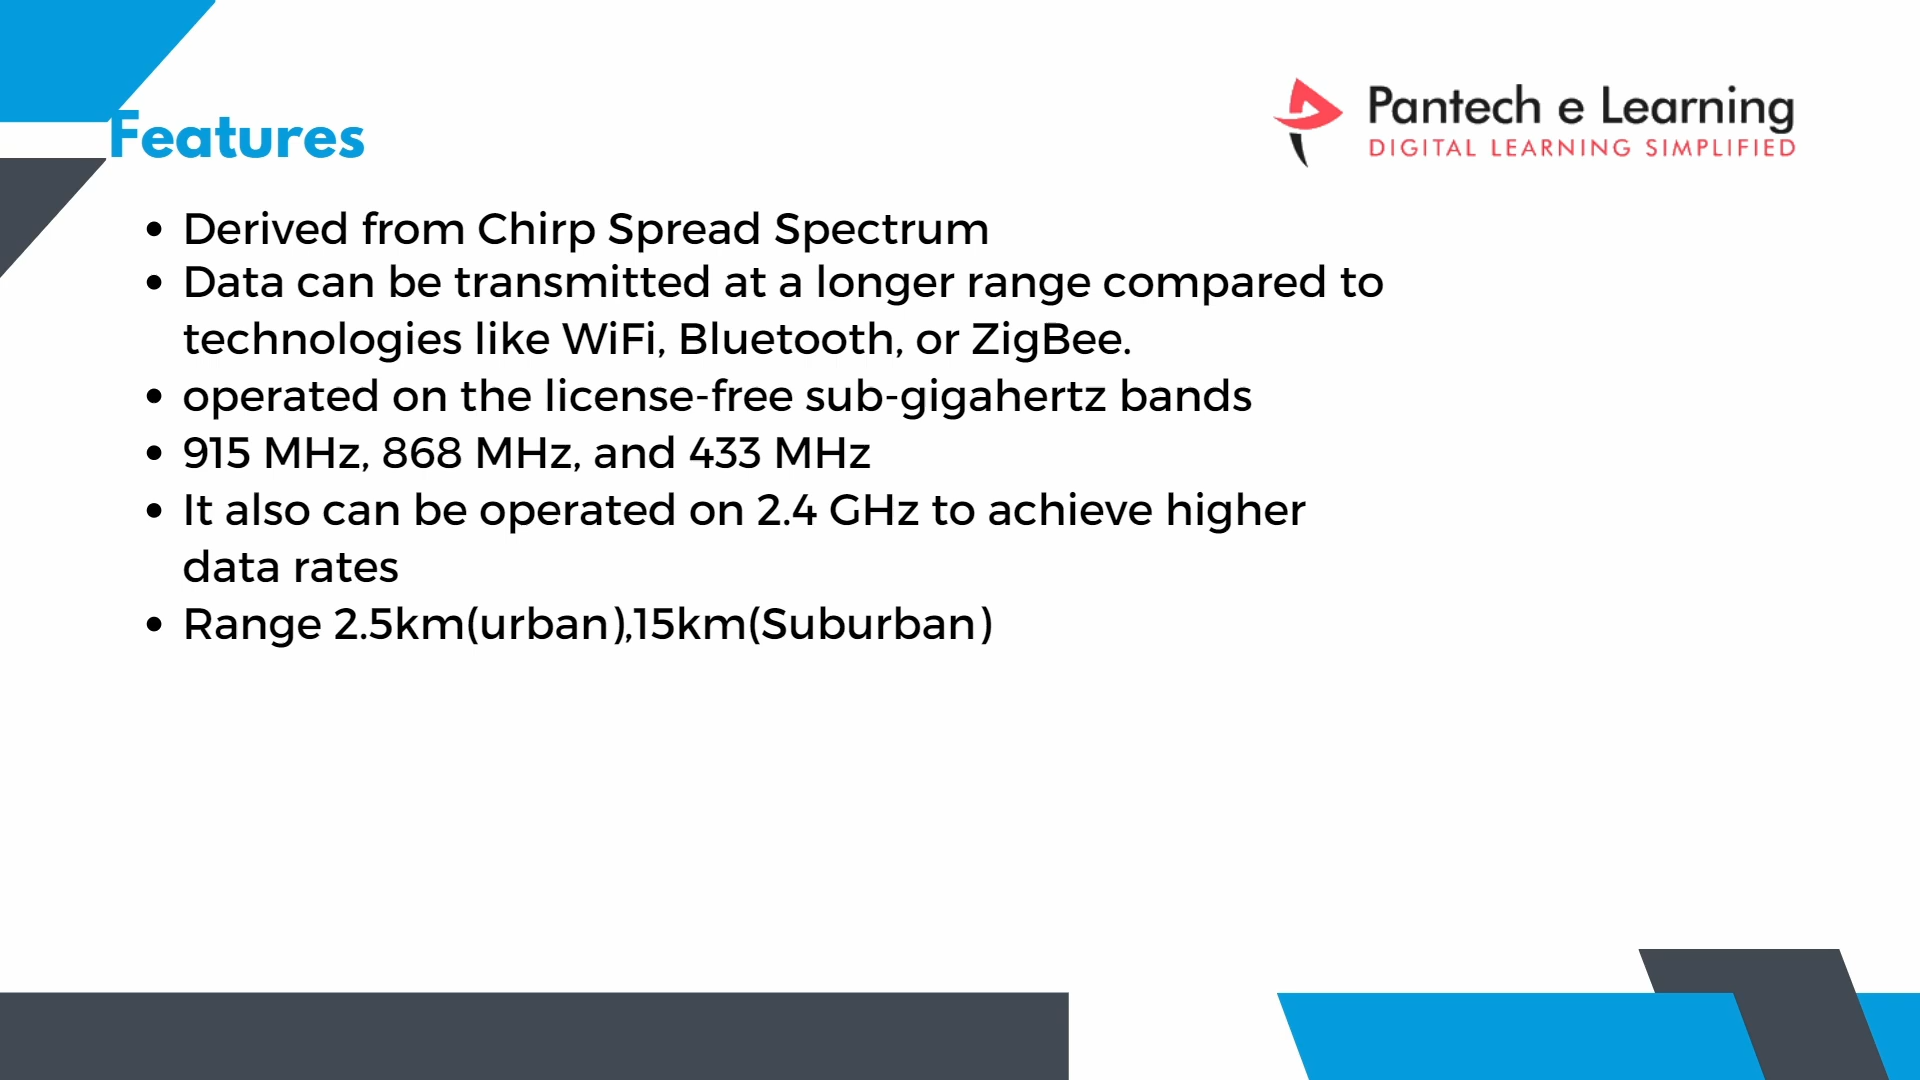 Features
Pantech e Learning
DIGITAL LEARNING SIMPLIFIED
• Derived from Chirp Spread Spectrum
• Data can be transmitted at a longer range compared to
technologies like WiFi, Bluetooth, or ZigBee.
• operated on the license-free sub-gigahertz bands
• 915 MHz, 868 MHz, and 433 MHz
• It also can be operated on 2.4 GHz to achieve higher
data rates
• Range 2.5km(urban),15km(Suburban)